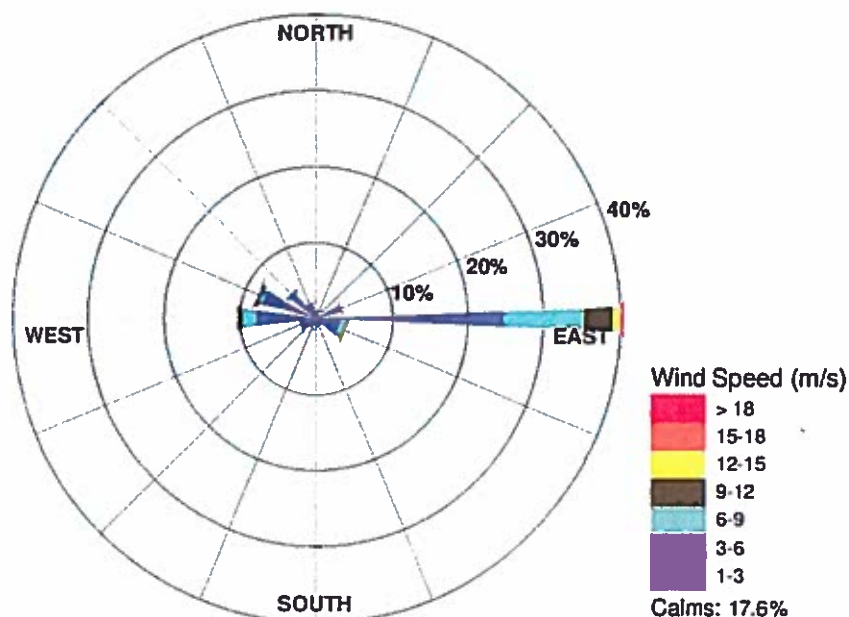 NORTH
40%
30%
20%
10%
WEST
EAST
SOUTH
Wind Speed (m/s)
> 18
15-18
12-15
9-12
6-9
3-6
1-3
Calms: 17.6%